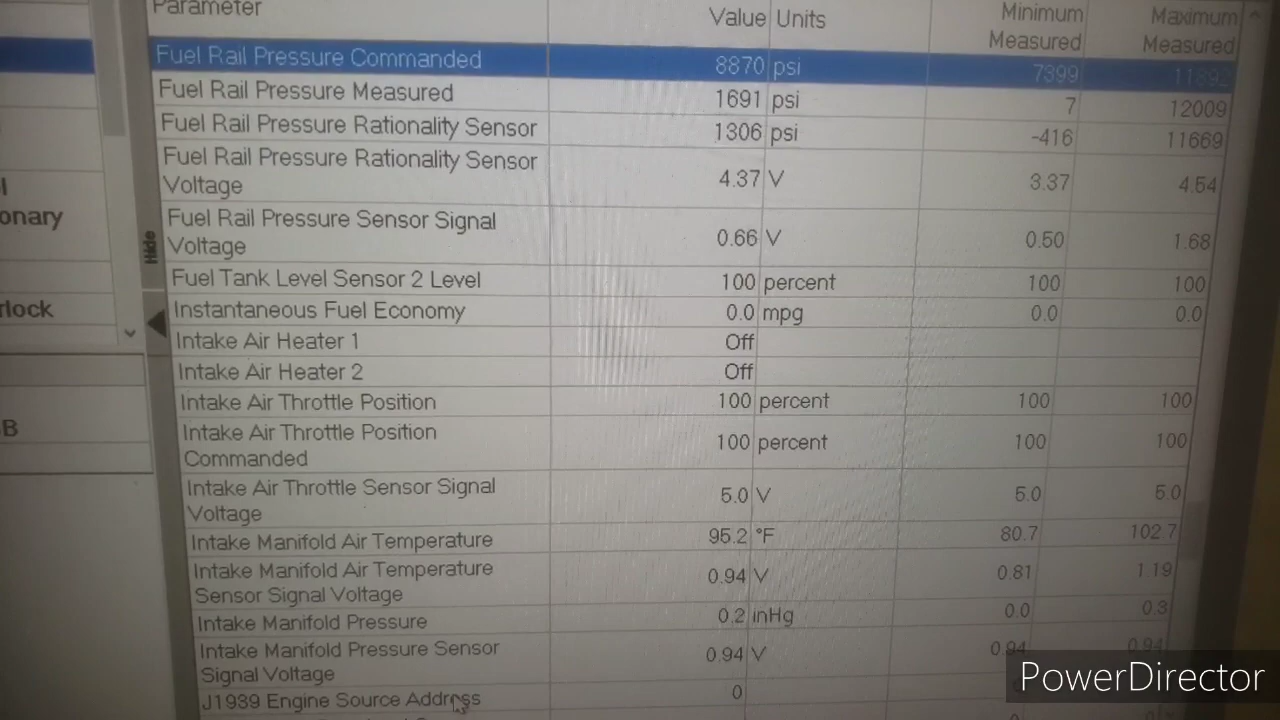 Parameter Value Units Minimum Measured Maximum Measured
Fuel Rail Pressure Commanded 8870 psi 7399
Fuel Rail Pressure Measured 1691 psi 7 12009
Fuel Rail Pressure Rationality Sensor 1306 psi -416 11669
Fuel Rail Pressure Rationality Sensor Voltage 4.37 V 3.37 4.54
Fuel Rail Pressure Sensor Signal Voltage 0.66 V 0.50 1.68
Fuel Tank Level Sensor 2 Level 100 percent 100 100
Instantaneous Fuel Economy 0.0 mpg 0.0 0.0
Intake Air Heater 1 Off
Intake Air Heater 2 Off
Intake Air Throttle Position 100 percent 100 100
Intake Air Throttle Position Commanded 100 percent 100 100
Intake Air Throttle Sensor Signal Voltage 5.0 V 5.0 5.0
Intake Manifold Air Temperature 95.2 °F 80.7 102.7
Intake Manifold Air Temperature Sensor Signal Voltage 0.94 V 0.81 1.19
Intake Manifold Pressure 0.2 inHg 0.0 0.3
Intake Manifold Pressure Sensor Signal Voltage 0.94 V 0.94 0.94
J1939 Engine Source Address 0
onary
rlock
B
Hide
PowerDirector